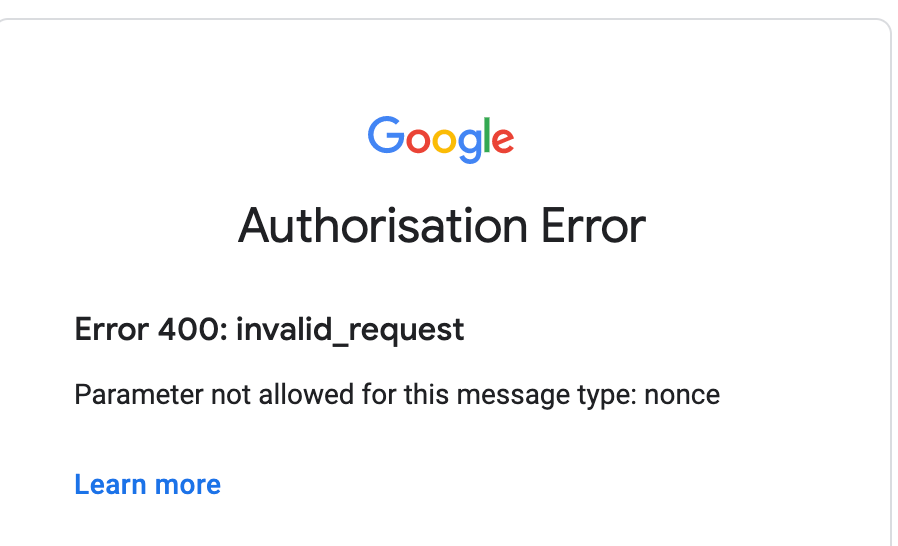 Google
Authorisation Error
Error 400: invalid_request
Parameter not allowed for this message type: nonce
Learn more